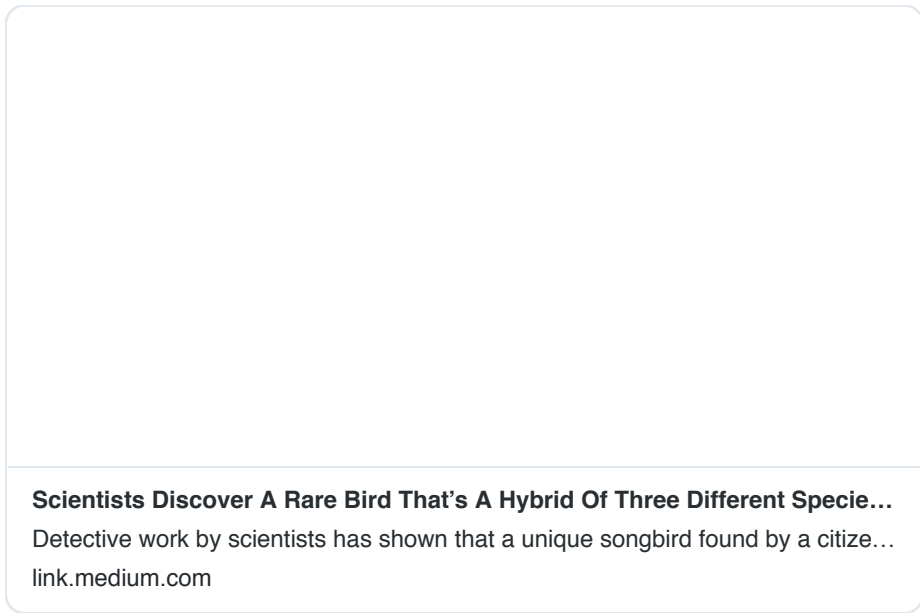 Scientists Discover A Rare Bird That’s A Hybrid Of Three Different Specie…
Detective work by scientists has shown that a unique songbird found by a citize…
link.medium.com